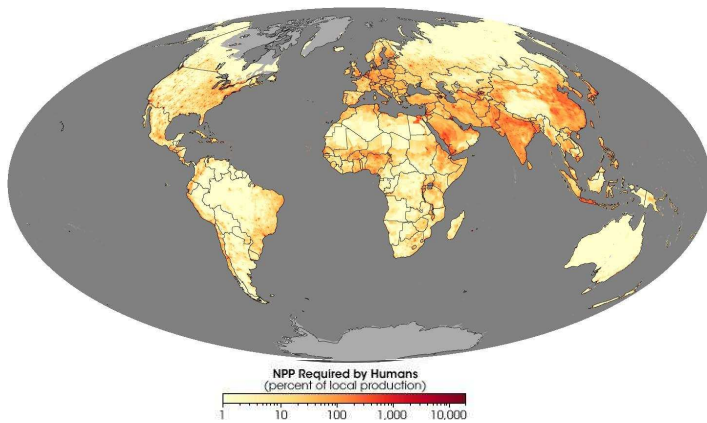 NPP Required by Humans
(percent of local production)
1 10 100 1,000 10,000